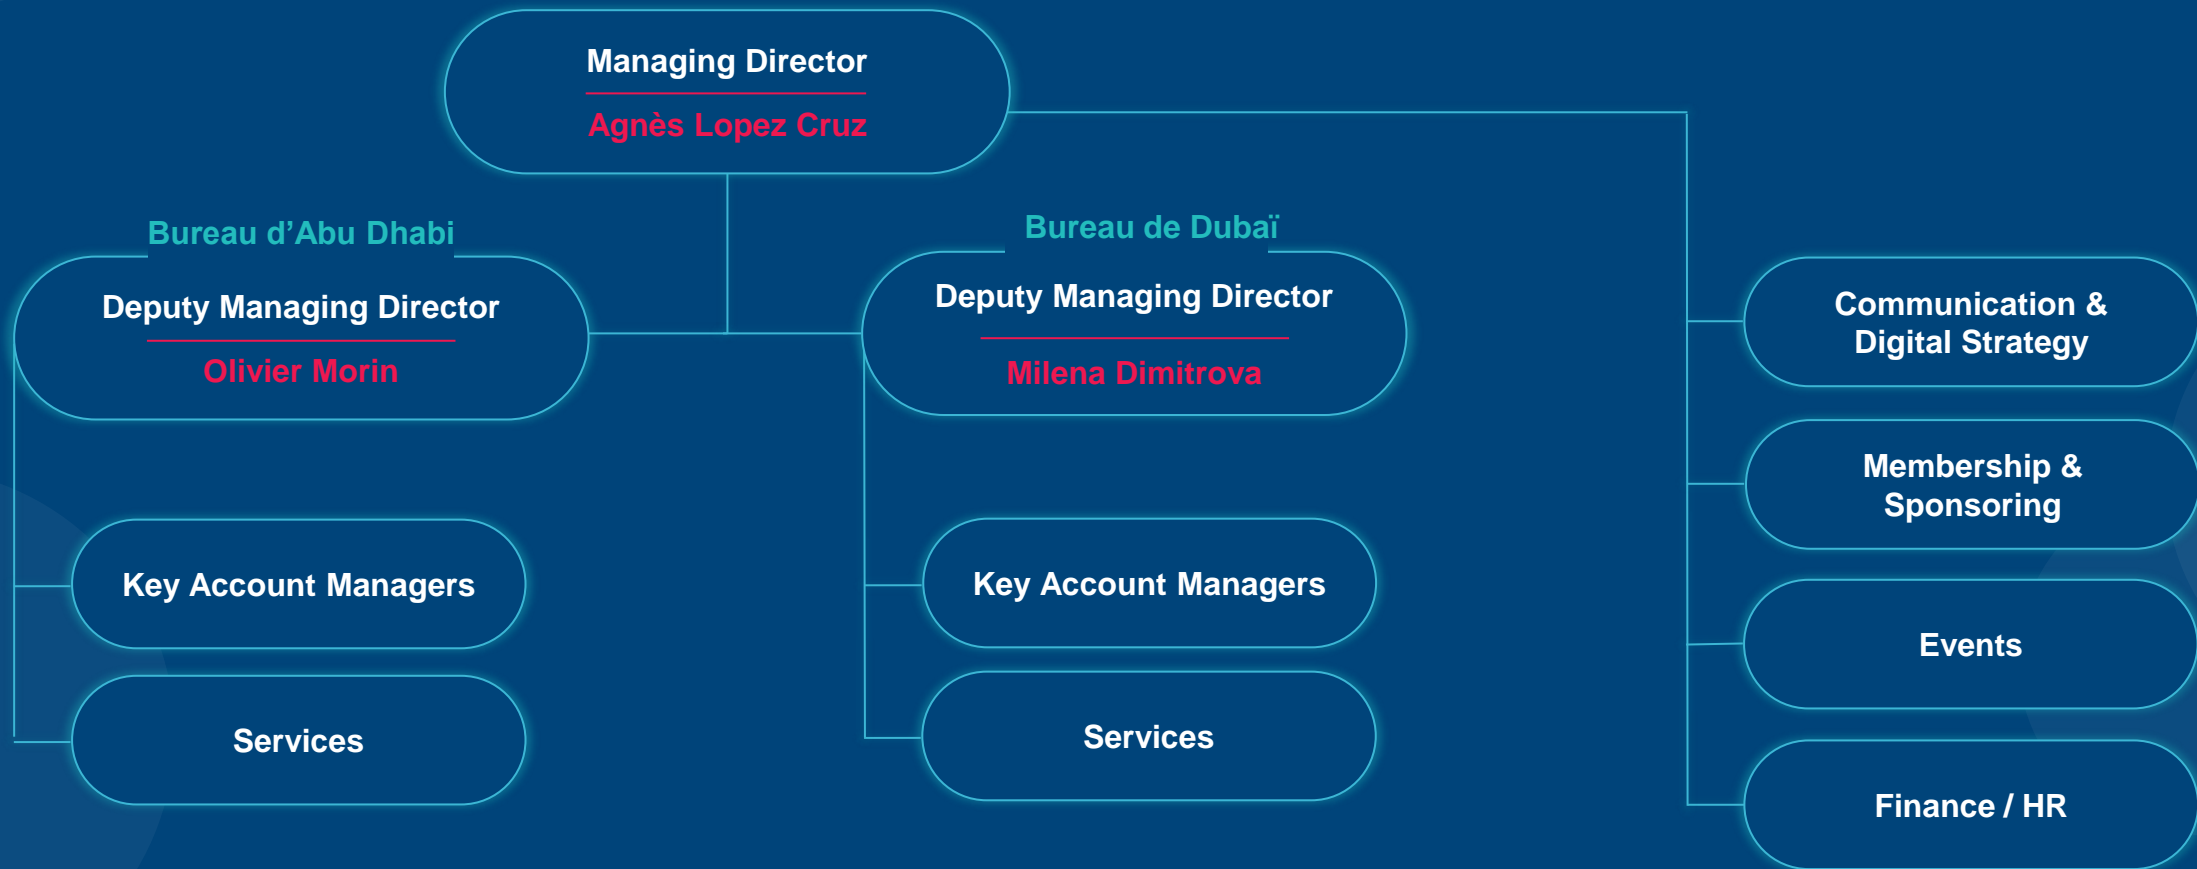 Managing Director
Agnès Lopez Cruz
Bureau d’Abu Dhabi
Deputy Managing Director
Olivier Morin
Key Account Managers
Services
Bureau de Dubaï
Deputy Managing Director
Milena Dimitrova
Key Account Managers
Services
Communication &
Digital Strategy
Membership &
Sponsoring
Events
Finance / HR